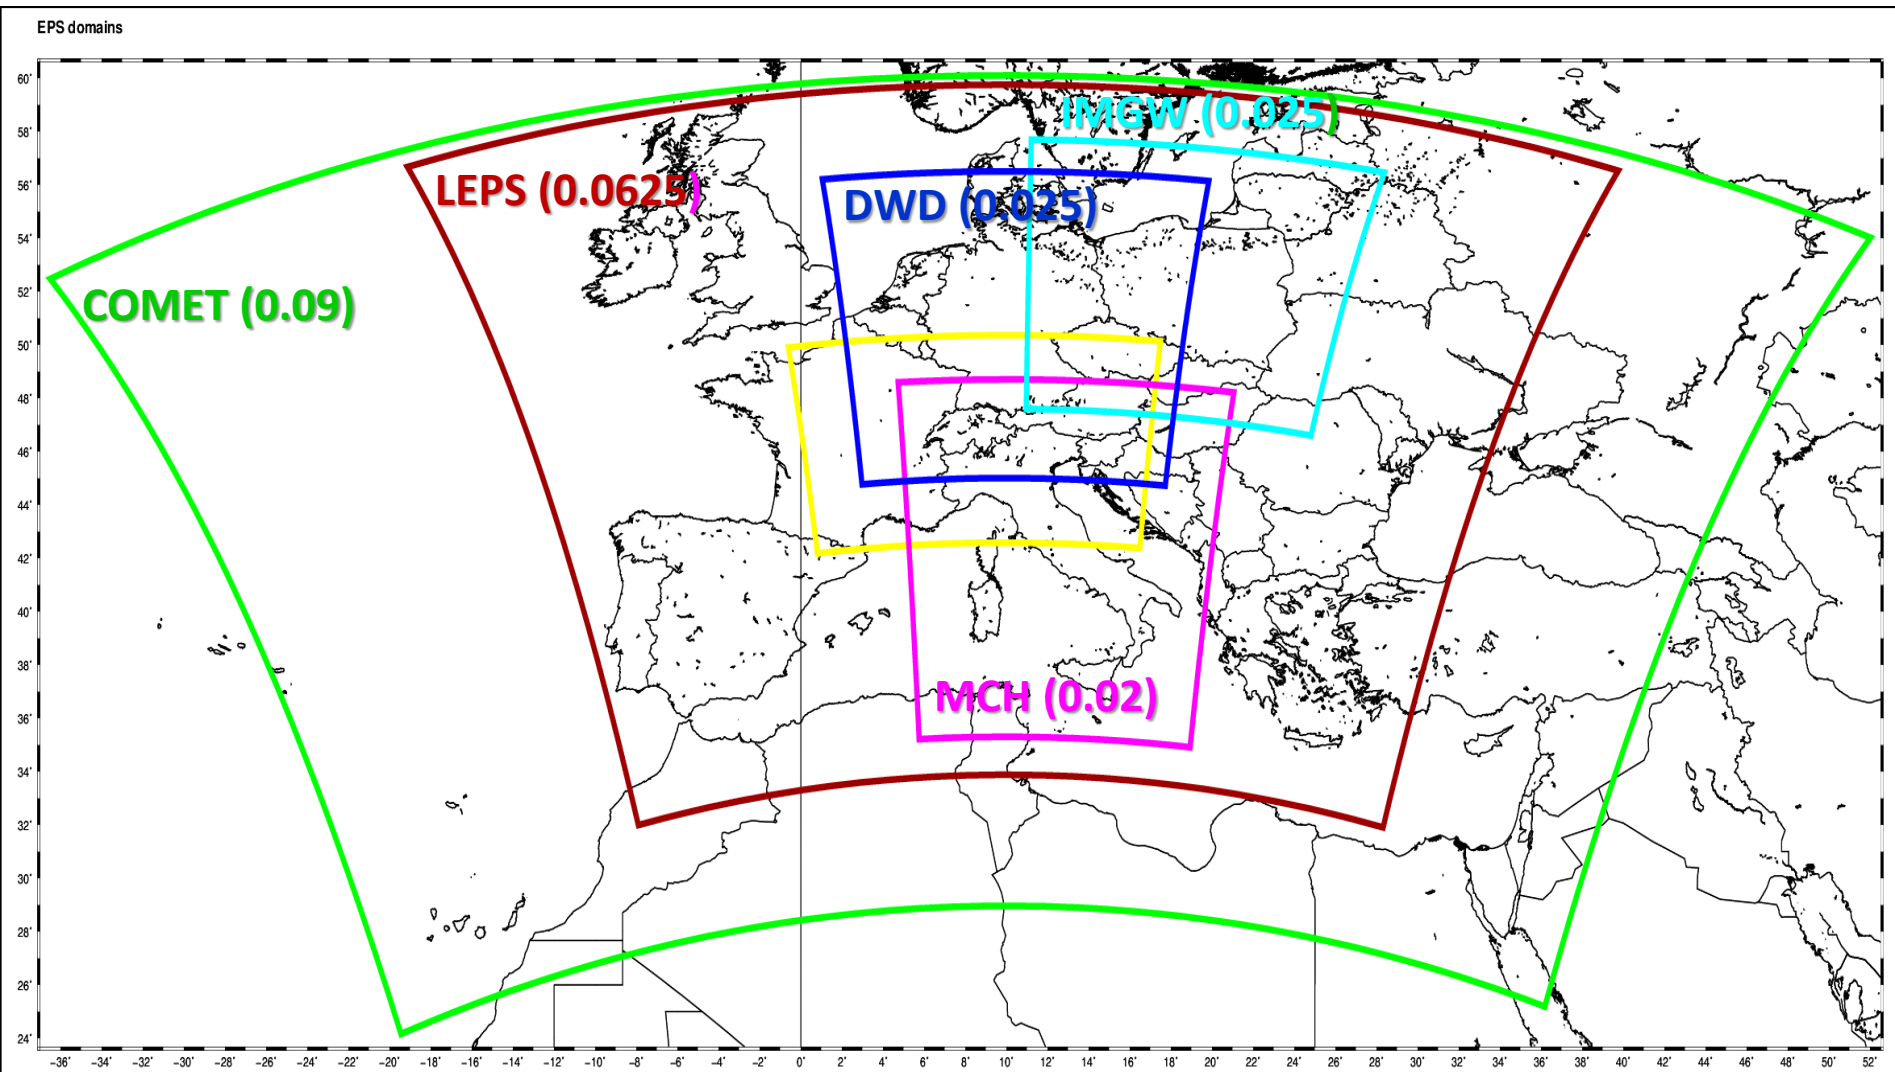 EPS domains
60°
58°
56°
54°
52°
50°
48°
46°
44°
42°
40°
38°
36°
34°
32°
30°
28°
26°
24°
IMGW (0.025)
LEPS (0.0625)
DWD (0.025)
COMET (0.09)
MCH (0.02)
−36° −34° −32° −30° −28° −26° −24° −22° −20° −18° −16° −14° −12° −10° −8° −6° −4° −2° 0° 2° 4° 6° 8° 10° 12° 14° 16° 18° 20° 22° 24° 26° 28° 30° 32° 34° 36° 38° 40° 42° 44° 46° 48° 50° 52°